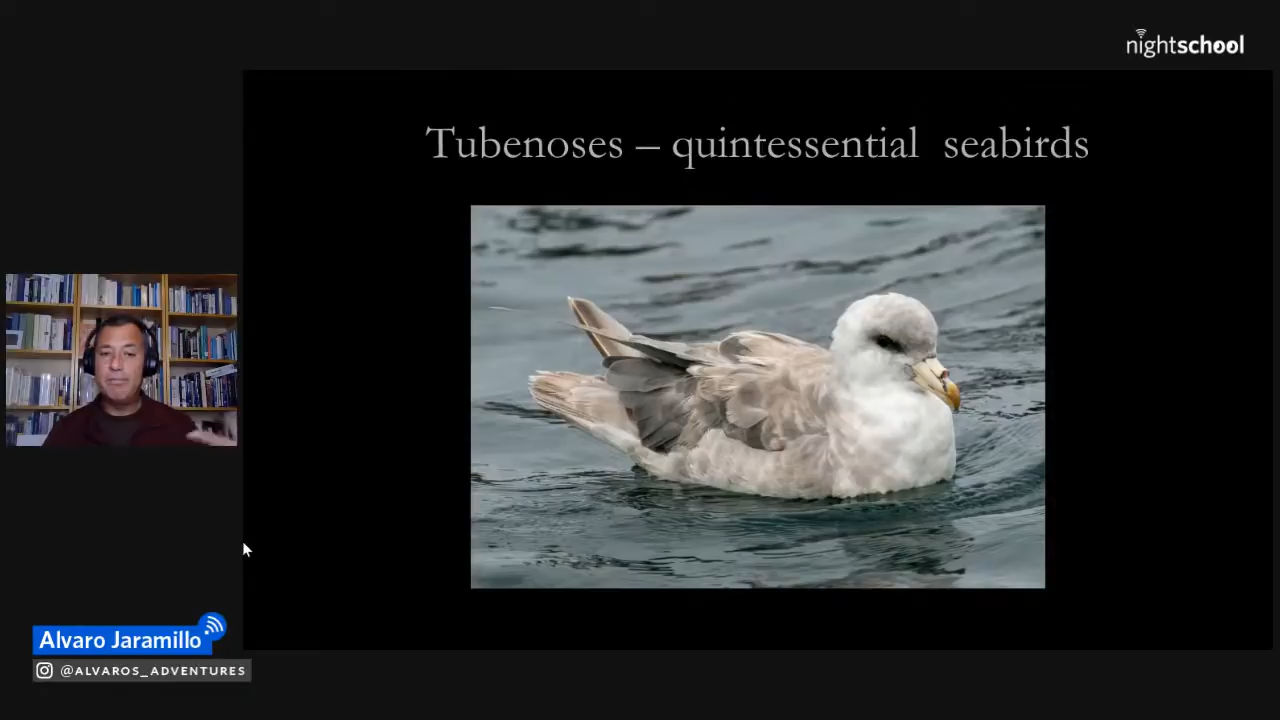 nightschool
Tubenoses – quintessential seabirds
Alvaro Jaramillo
@ALVAROS_ADVENTURES